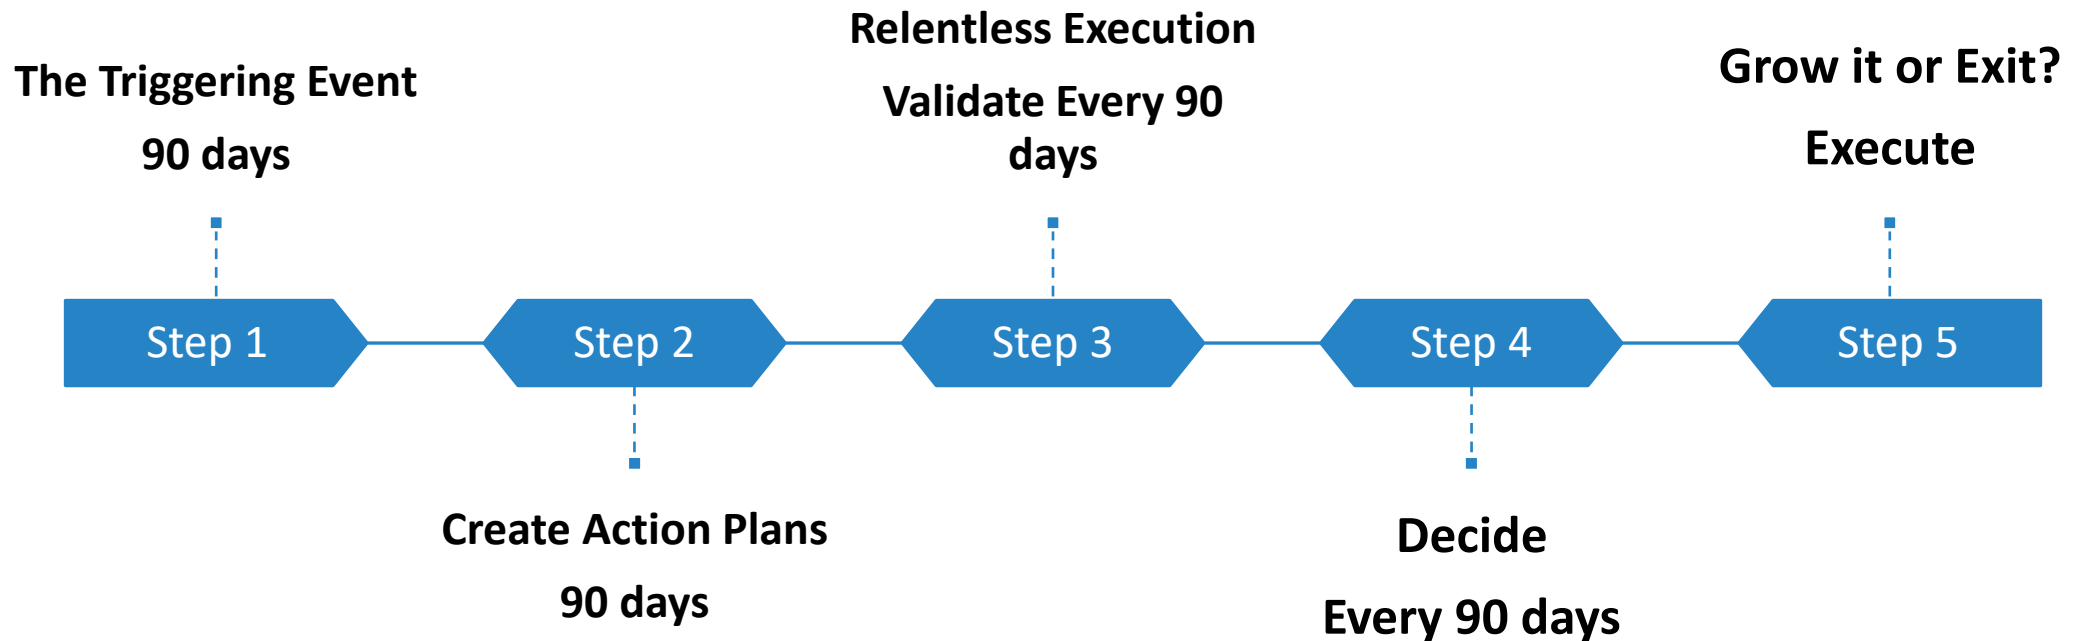 The Triggering Event
90 days
Relentless Execution
Validate Every 90
days
Grow it or Exit?
Execute
Step 1
Step 2
Step 3
Step 4
Step 5
Create Action Plans
90 days
Decide
Every 90 days